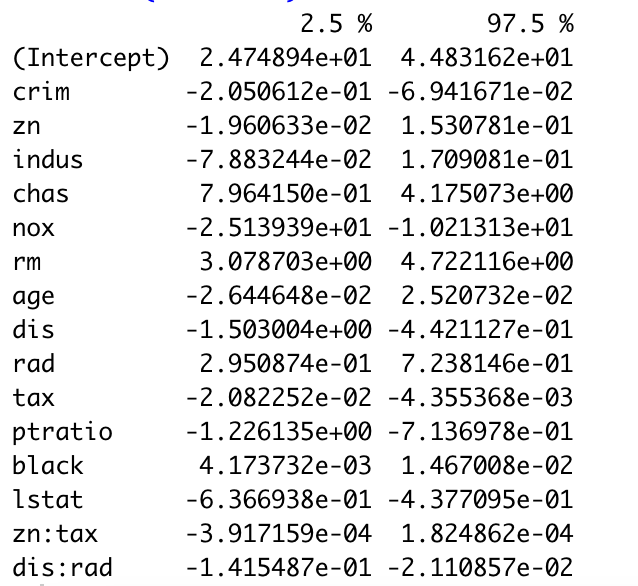 2.5 % 97.5 %
(Intercept) 2.474894e+01 4.483162e+01
crim -2.050612e-01 -6.941671e-02
zn -1.960633e-02 1.530781e-01
indus -7.883244e-02 1.709081e-01
chas 7.964150e-01 4.175073e+00
nox -2.513939e+01 -1.021313e+01
rm 3.078703e+00 4.722116e+00
age -2.644648e-02 2.520732e-02
dis -1.503004e+00 -4.421127e-01
rad 2.950874e-01 7.238146e-01
tax -2.082252e-02 -4.355368e-03
ptratio -1.226135e+00 -7.136978e-01
black 4.173732e-03 1.467008e-02
lstat -6.366938e-01 -4.377095e-01
zn:tax -3.917159e-04 1.824862e-04
dis:rad -1.415487e-01 -2.110857e-02